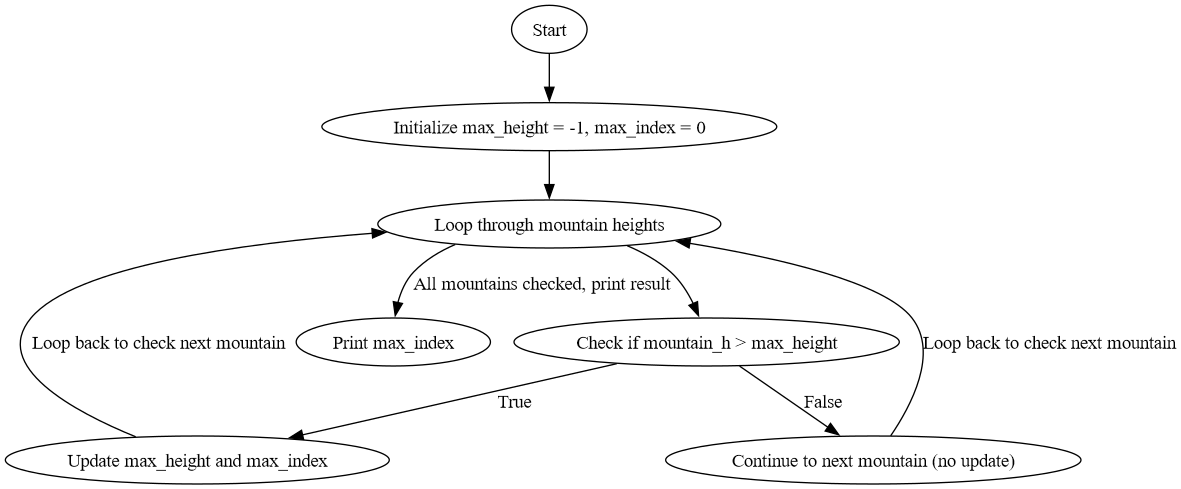 Start
Initialize max_height = -1, max_index = 0
Loop through mountain heights
All mountains checked, print result
Loop back to check next mountain
Print max_index
Check if mountain_h > max_height
Loop back to check next mountain
True
False
Update max_height and max_index
Continue to next mountain (no update)